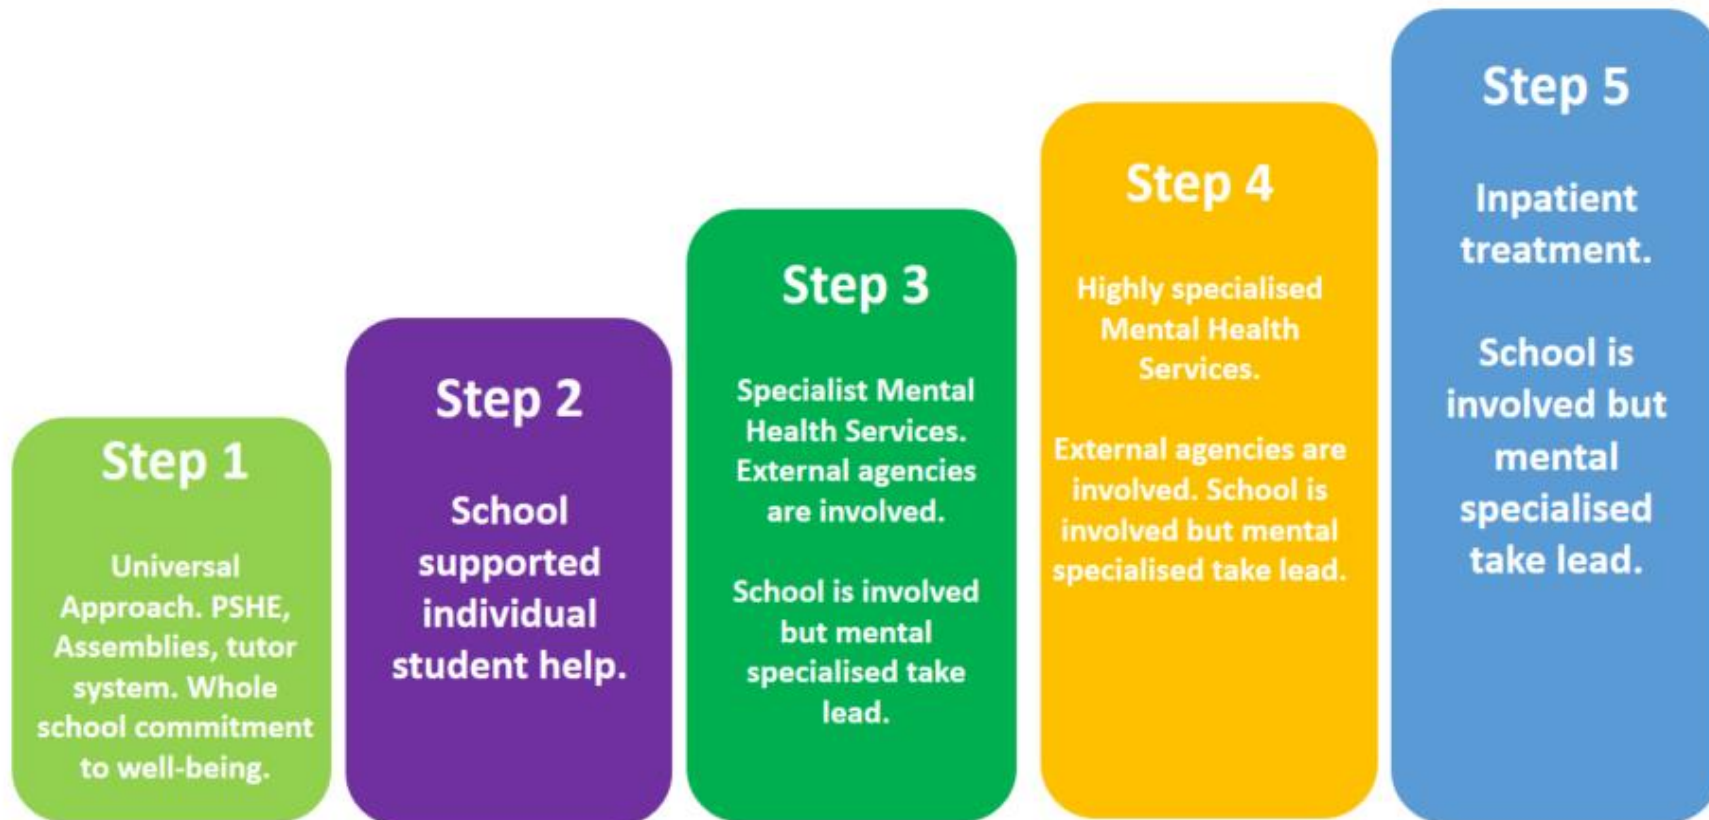 Step 1
Universal
Approach. PSHE,
Assemblies, tutor
system. Whole
school commitment
to well-being.
Step 2
School
supported
individual
student help.
Step 3
Specialist Mental
Health Services.
External agencies
are involved.
School is involved
but mental
specialised take
lead.
Step 4
Highly specialised
Mental Health
Services.
External agencies are
involved. School is
involved but mental
specialised take lead.
Step 5
Inpatient
treatment.
School is
involved but
mental
specialised
take lead.